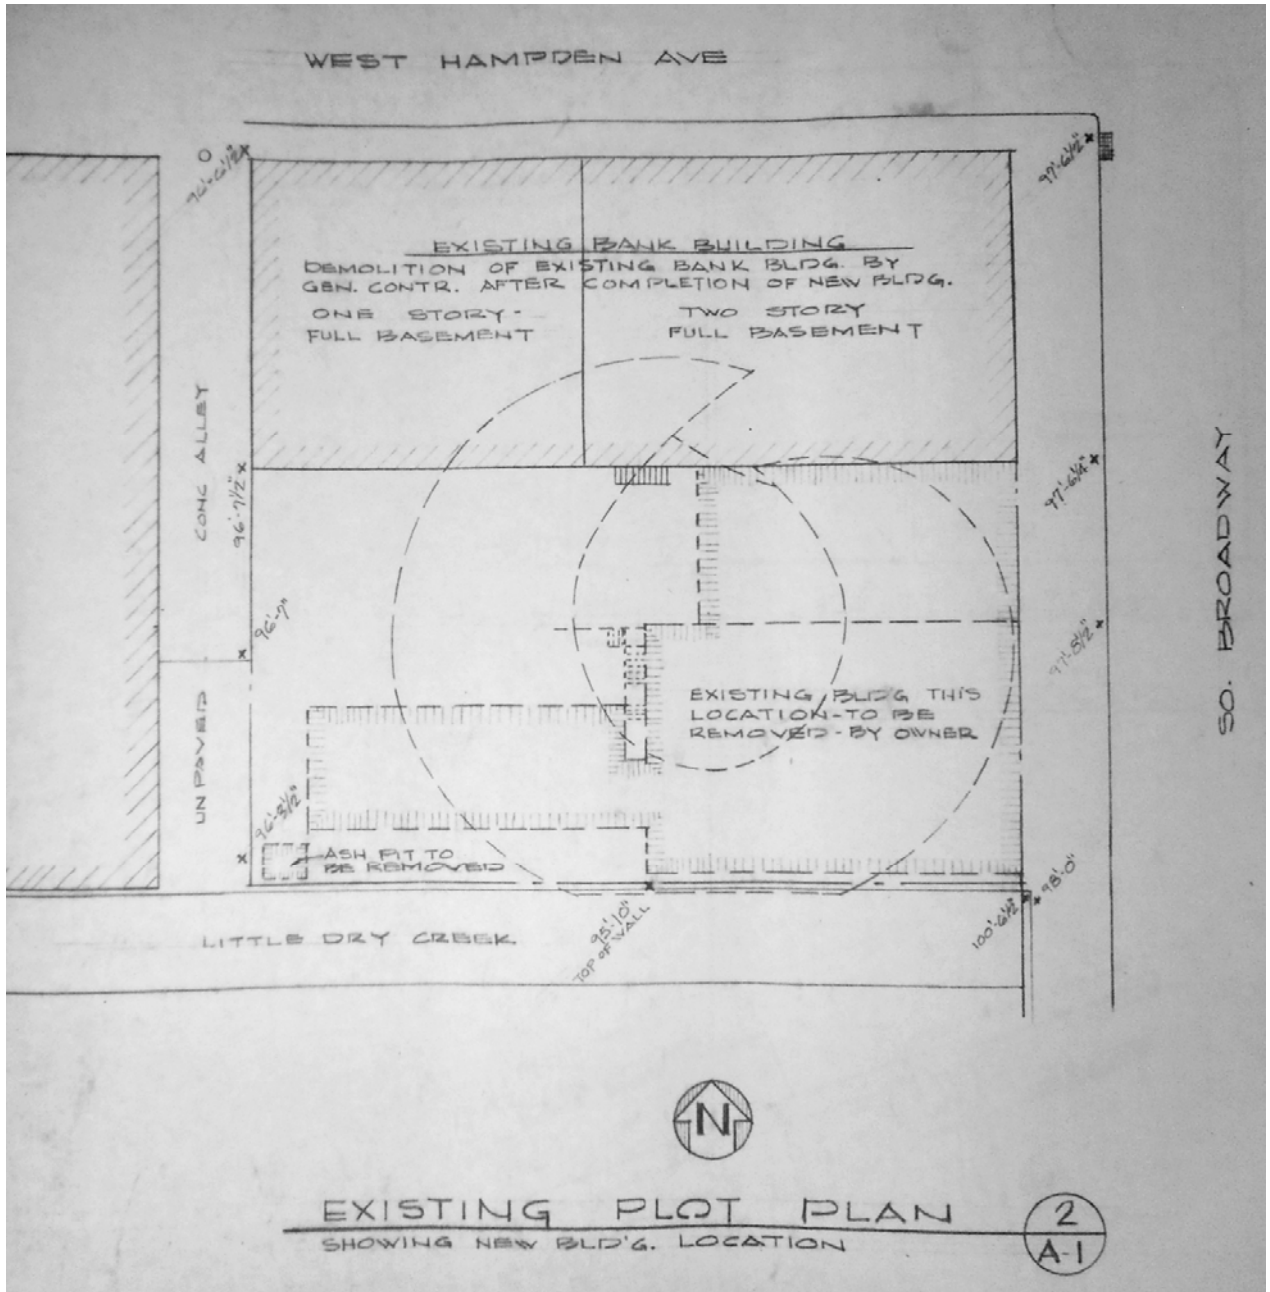 WEST HAMPDEN AVE
96'-6½"
97'-6½"
EXISTING BANK BUILDING
DEMOLITION OF EXISTING BANK BLDG. BY
GEN. CONTR. AFTER COMPLETION OF NEW BLDG.
ONE STORY-
FULL BASEMENT
TWO STORY
FULL BASEMENT
CONC ALLEY
96'-7½"
97'-6¼"
SO. BROADWAY
96'-7"
97'-8½"
EXISTING BLDG THIS
LOCATION-TO BE
REMOVED-BY OWNER
UNPAVED
96'-3½"
ASH PIT TO
BE REMOVED
98'-0"
100'-6½"
95'-10"
TOP OF WALL
LITTLE DRY CREEK
N
EXISTING PLOT PLAN
SHOWING NEW BLD'G. LOCATION
2
A-1